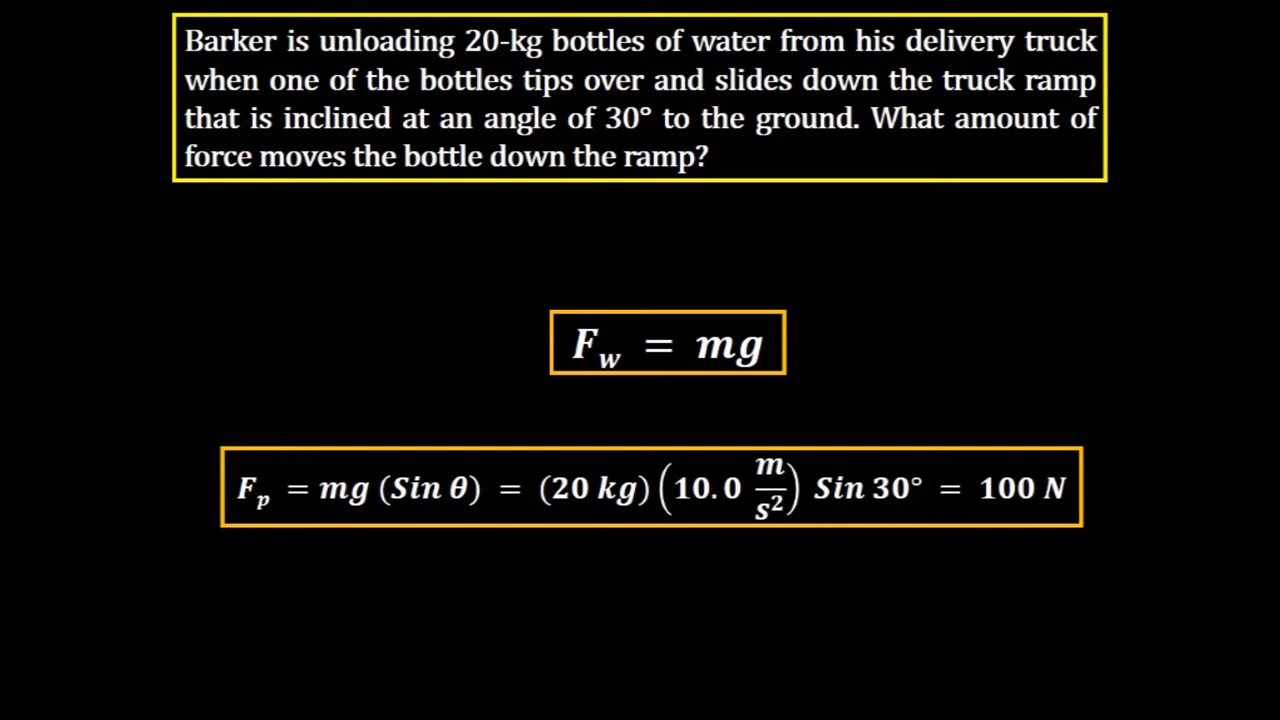 Barker is unloading 20-kg bottles of water from his delivery truck
when one of the bottles tips over and slides down the truck ramp
that is inclined at an angle of 30° to the ground. What amount of
force moves the bottle down the ramp?
F_w = mg
F_p = mg (Sin θ) = (20 kg) (10.0 m/s²) Sin 30° = 100 N